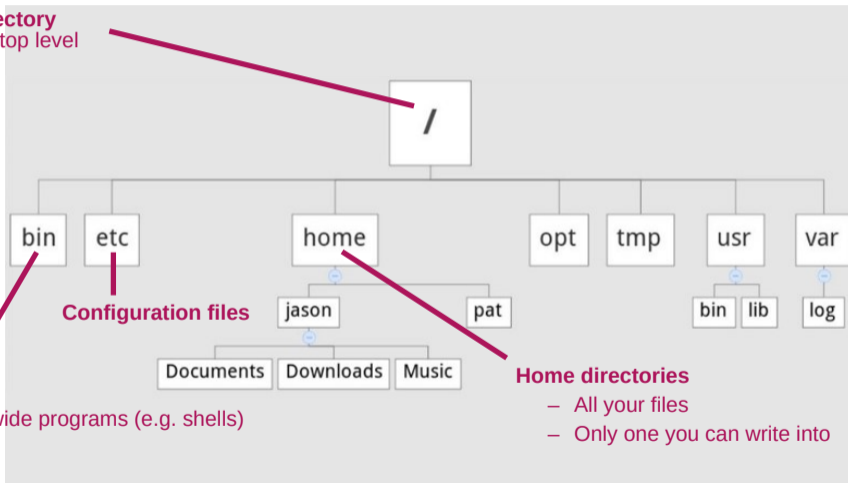 ectory
top level
/
bin
etc
home
opt
tmp
usr
var
Configuration files
jason
pat
bin
lib
log
Documents
Downloads
Music
Home directories
– All your files
– Only one you can write into
wide programs (e.g. shells)